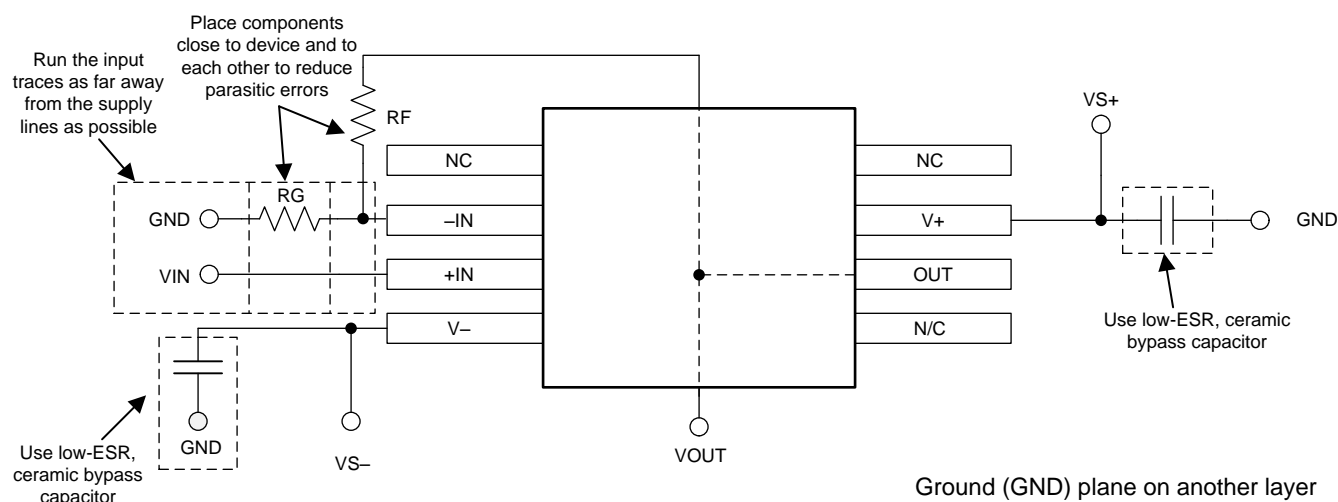 Place components
close to device and to
each other to reduce
parasitic errors
Run the input
traces as far away
from the supply
lines as possible
RF
VS+
NC
NC
RG
GND
–IN
V+
GND
VIN
+IN
OUT
V–
N/C
Use low-ESR, ceramic
bypass capacitor
GND
VS–
VOUT
Use low-ESR,
ceramic bypass
capacitor
Ground (GND) plane on another layer